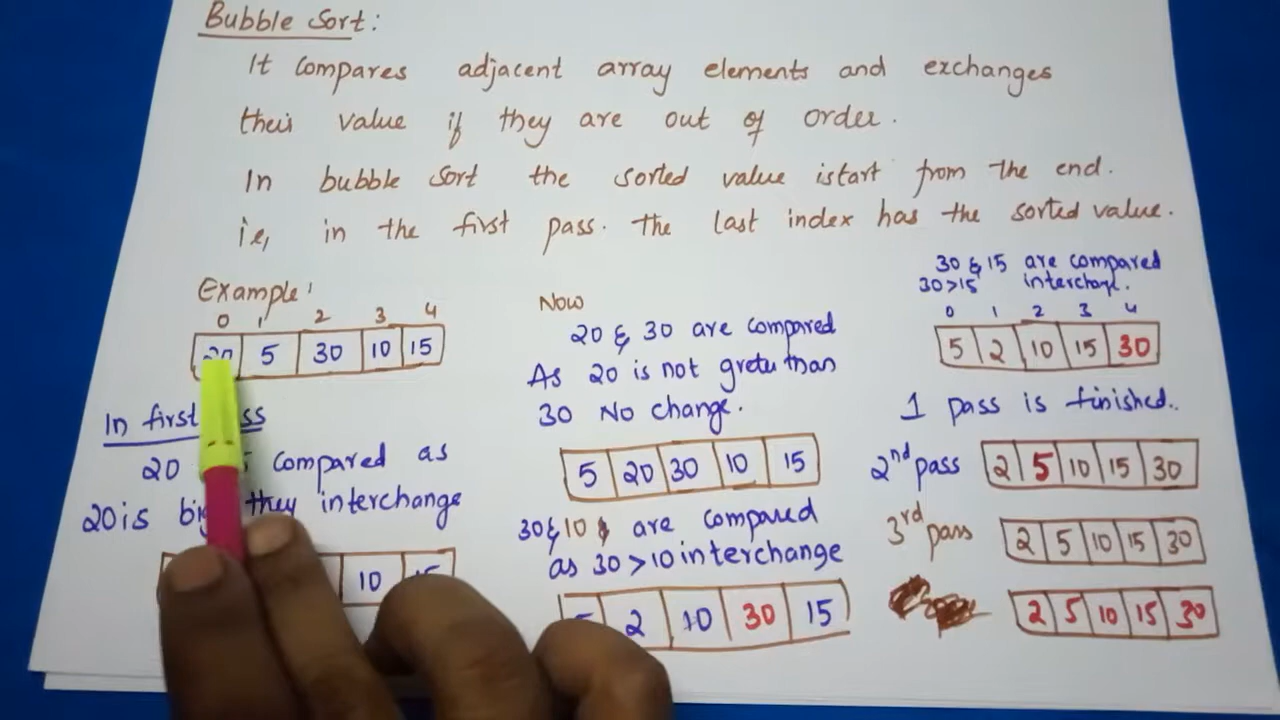 Bubble Sort:
It compares adjacent array elements and exchanges
their value if they are out of order.
In bubble sort the sorted value istart from the end.
ie, in the first pass. The last index has the sorted value.
Example:
0 1 2 3 4
20 5 30 10 15
In first
20 compared as
20 is they interchange
10
Now
20 & 30 are compared
As 20 is not
30 No change.
5 20 30 10 15
30 & 10 are compared
as 30 > 10 interchange
2 10 30 15
30 & 15 are compared
30 > 15
0 1 2 3 4
5 2 10 15 30
1 pass is finished..
2nd pass 2 5 10 15 30
3rd pass 2 5 10 15 30
2 5 10 15 30